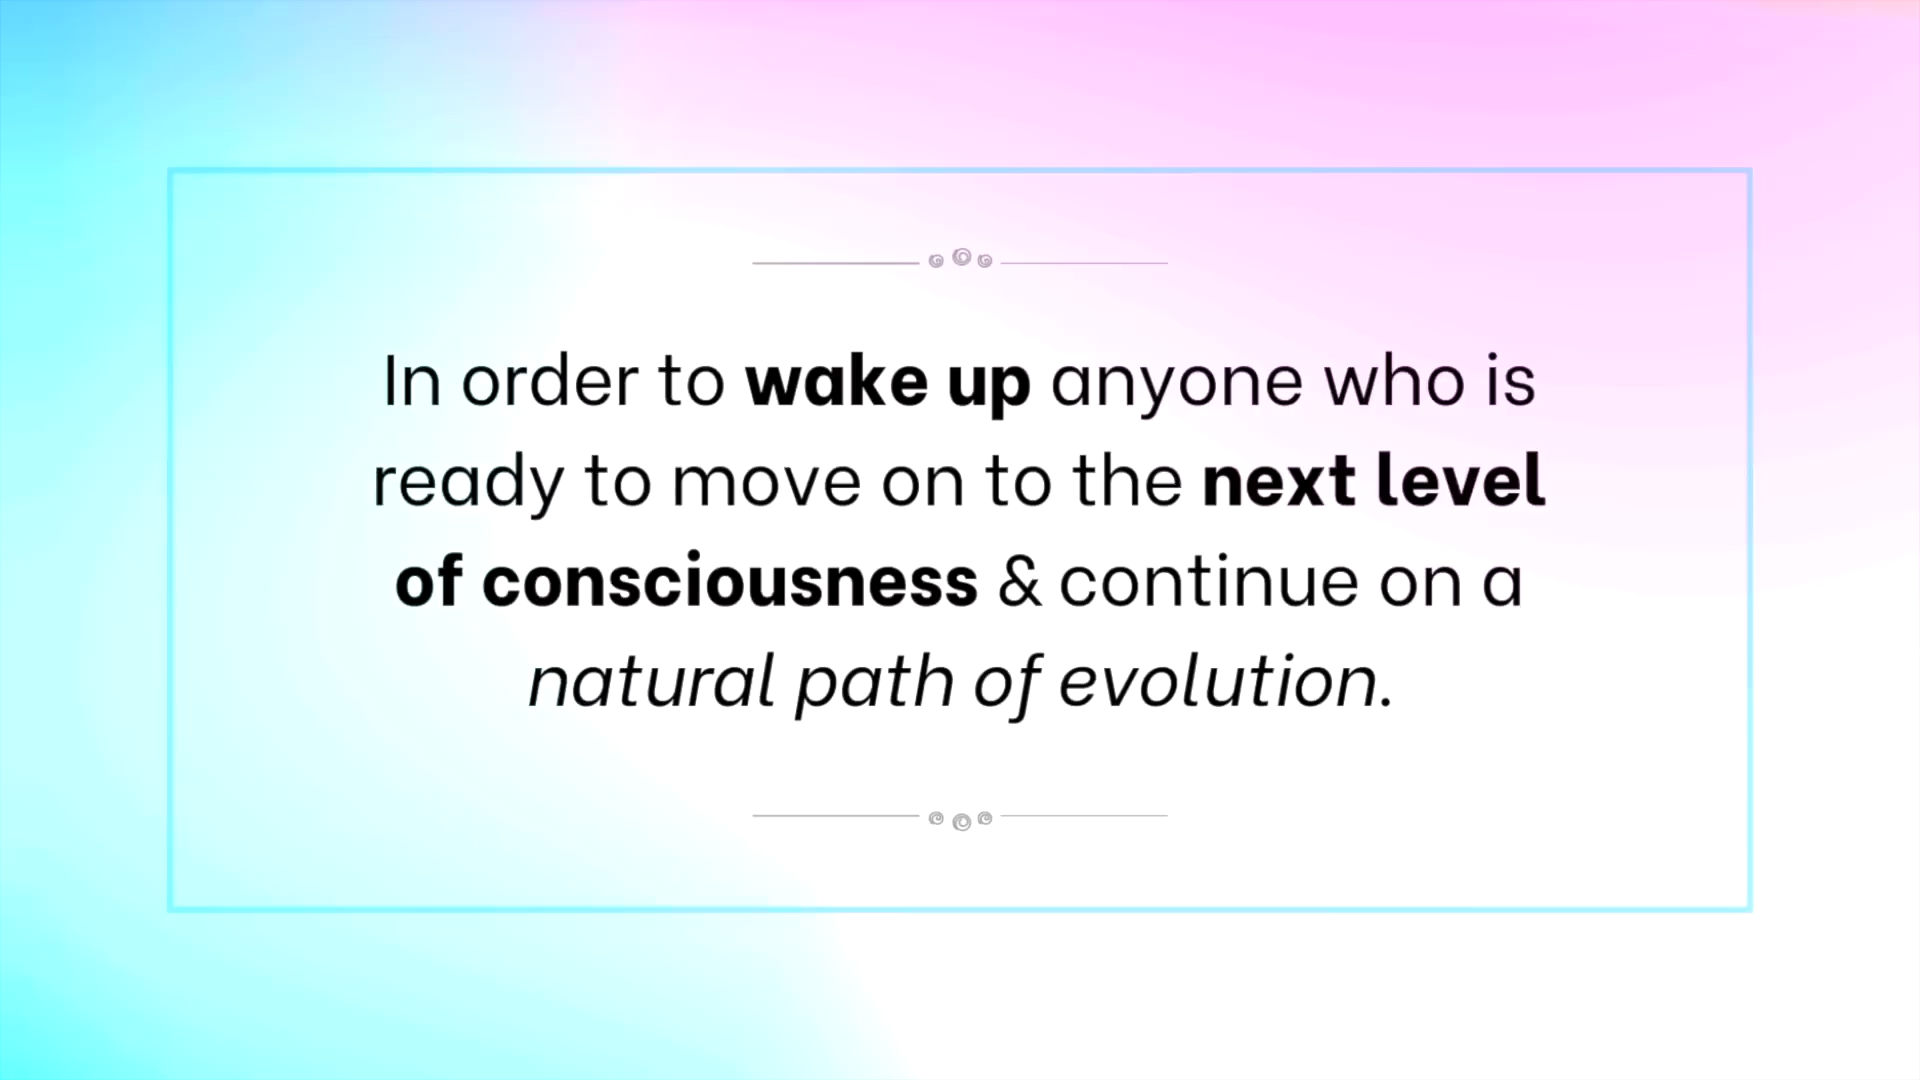 In order to wake up anyone who is
ready to move on to the next level
of consciousness & continue on a
natural path of evolution.